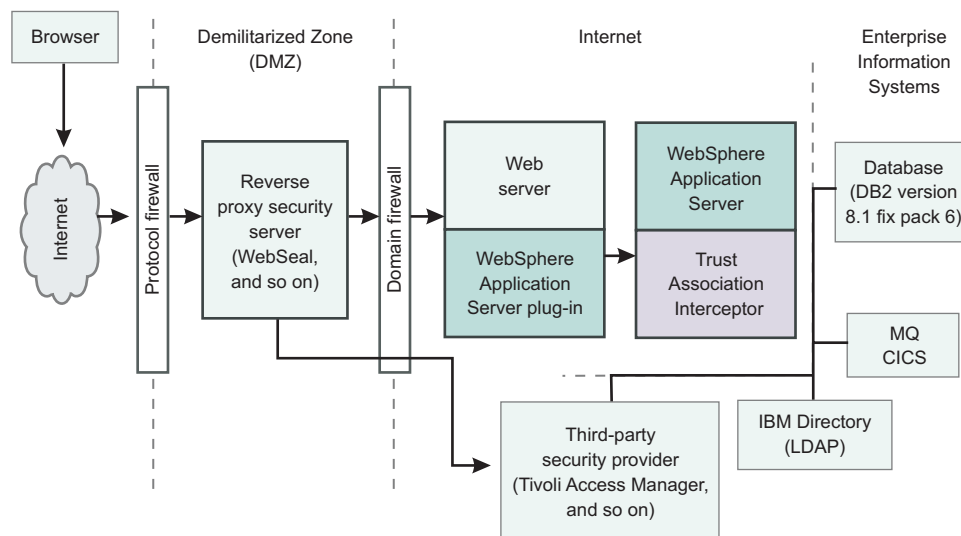 Browser
Demilitarized Zone
(DMZ)
Internet
Enterprise
Information
Systems
Internet
Protocol firewall
Reverse
proxy security
server
(WebSeal,
and so on)
Domain firewall
Web
server
WebSphere
Application
Server plug-in
WebSphere
Application
Server
Trust
Association
Interceptor
Database
(DB2 version
8.1 fix pack 6)
MQ
CICS
IBM Directory
(LDAP)
Third-party
security provider
(Tivoli Access Manager,
and so on)